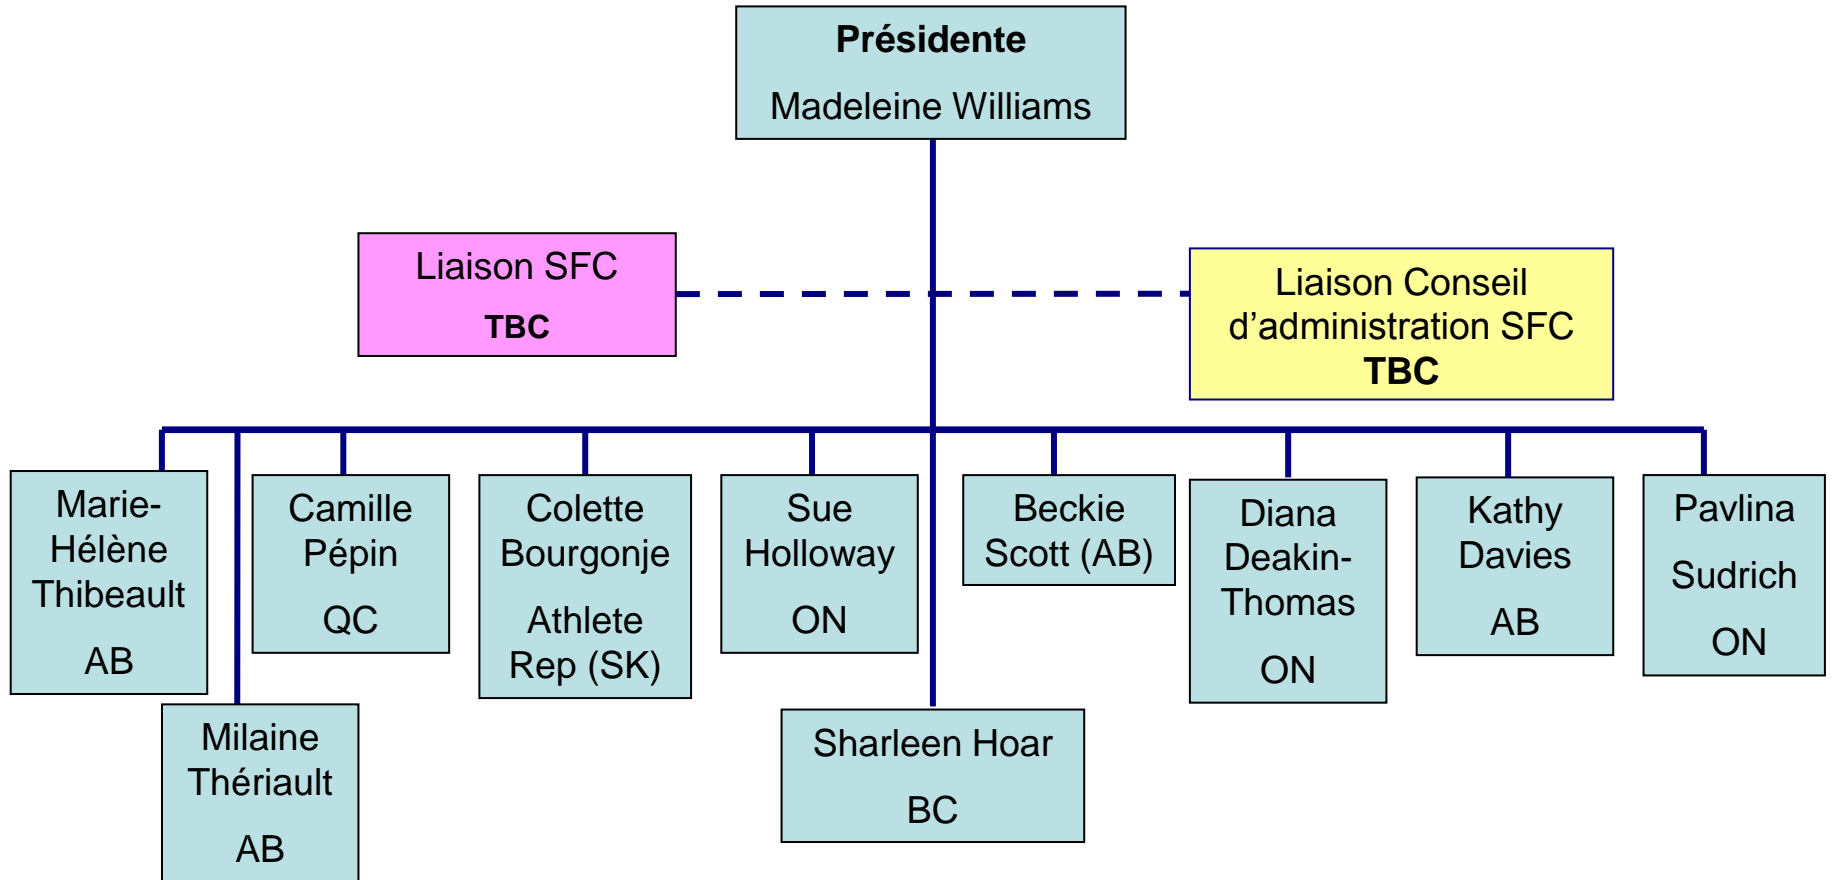 Présidente
Madeleine Williams
Liaison SFC
TBC
Liaison Conseil
d’administration SFC
TBC
Marie-
Hélène
Thibeault
AB
Milaine
Thériault
AB
Camille
Pépin
QC
Colette
Bourgonje
Athlete
Rep (SK)
Sue
Holloway
ON
Sharleen Hoar
BC
Beckie
Scott (AB)
Diana
Deakin-
Thomas
ON
Kathy
Davies
AB
Pavlina
Sudrich
ON